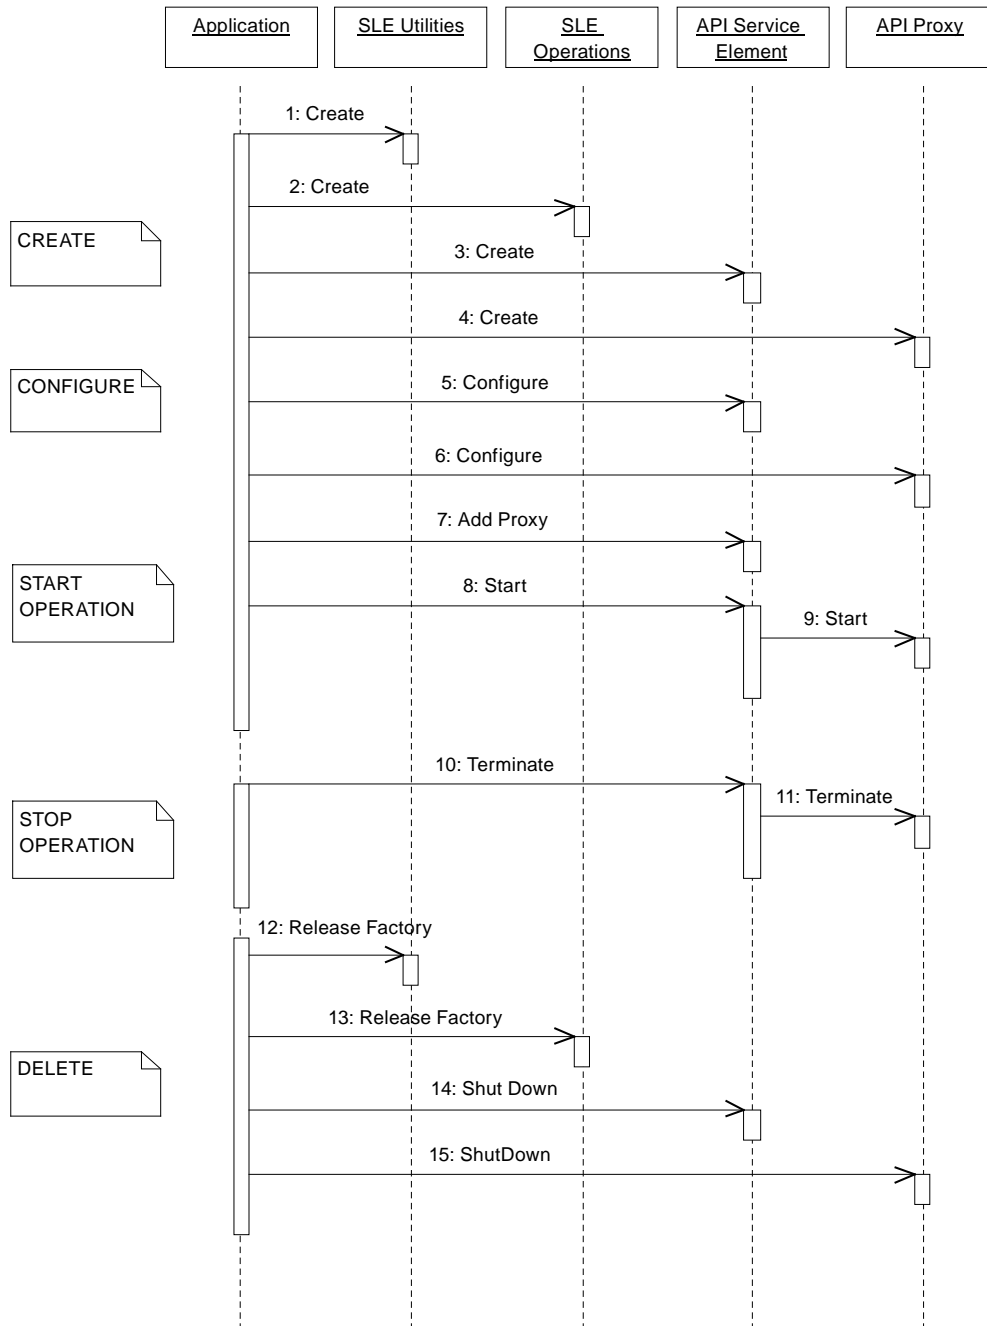 Application
SLE Utilities
SLE
Operations
API Service
Element
API Proxy
1: Create
2: Create
CREATE
3: Create
4: Create
CONFIGURE
5: Configure
6: Configure
7: Add Proxy
START
OPERATION
8: Start
9: Start
10: Terminate
11: Terminate
STOP
OPERATION
12: Release Factory
13: Release Factory
DELETE
14: Shut Down
15: ShutDown